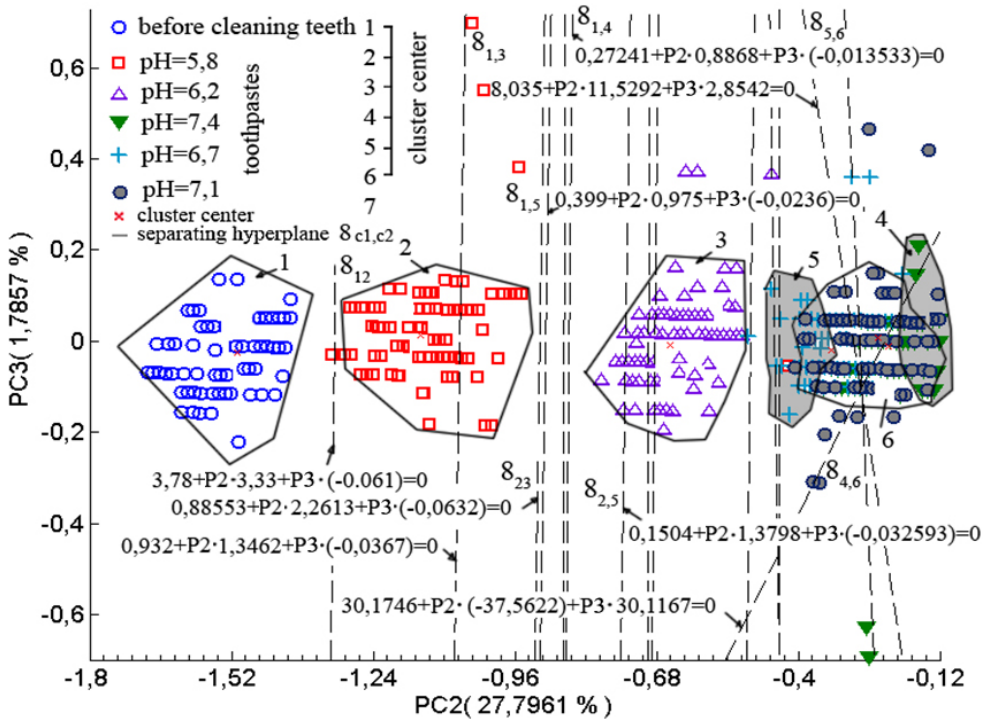 before cleaning teeth
pH=5,8
pH=6,2
pH=7,4
pH=6,7
pH=7,1
toothpastes
cluster center
separating hyperplane 8c1,c2
1
2
3
4
5
6
7
cluster center
81,3
81,4
85,6
0,27241+P2·0,8868+P3·(-0,013533)=0
8,035+P2·11,5292+P3·2,8542=0
81,5
0,399+P2·0,975+P3·(-0,0236)=0
1
812
2
3
5
4
6
3,78+P2·3,33+P3·(-0.061)=0
823
82,5
84,6
0,88553+P2·2,2613+P3·(-0,0632)=0
0,932+P2·1,3462+P3·(-0,0367)=0
0,1504+P2·1,3798+P3·(-0,032593)=0
30,1746+P2·(-37,5622)+P3·30,1167=0
PC3( 1,7857 % )
0,6
0,4
0,2
0
-0,2
-0,4
-0,6
-1,8
-1,52
-1,24
-0,96
-0,68
-0,4
-0,12
PC2( 27,7961 % )